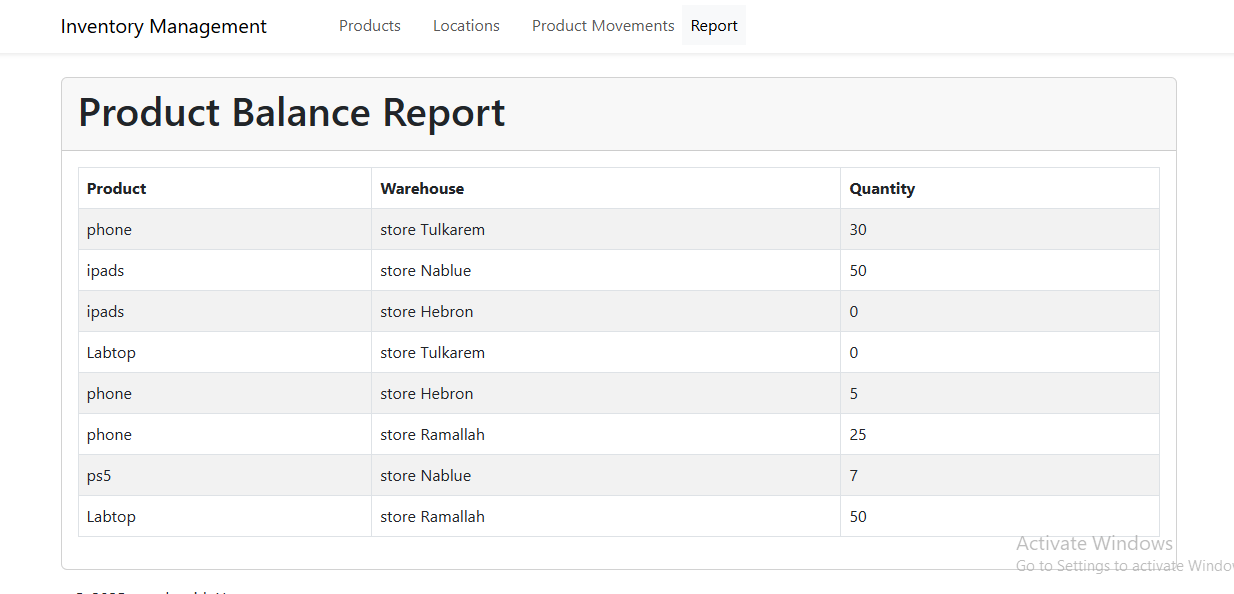 Inventory Management Products Locations Product Movements Report
Product Balance Report
Product Warehouse Quantity
phone store Tulkarem 30
ipads store Nablue 50
ipads store Hebron 0
Labtop store Tulkarem 0
phone store Hebron 5
phone store Ramallah 25
ps5 store Nablue 7
Labtop store Ramallah 50
Activate Windows
Go to Settings to activate